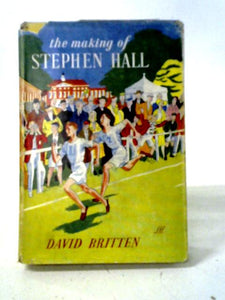 the making of
STEPHEN HALL
DAVID BRITTEN